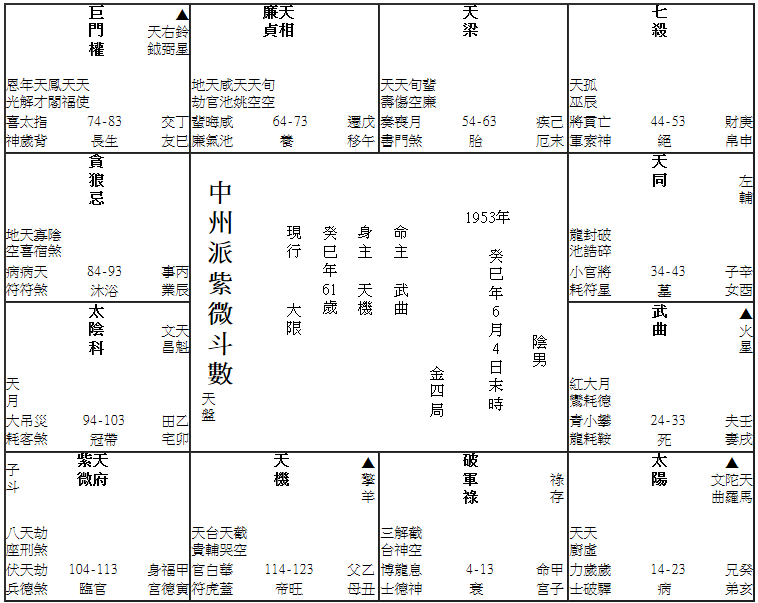 巨門權
▲
天鉞 右弼 鈴星
恩光 年解 天才 鳳閣 天福 天使
喜神 太歲 指背
74-83
長生
交友 丁巳
廉貞 天相
地劫 天官 咸池 天姚 天空 旬空
蜚廉 晦氣 咸池
64-73
養
遷移 戊午
天梁
天壽 天傷 旬空 蜚廉
奏書 喪門 月煞
54-63
胎
疾厄 己未
七殺
天巫 孤辰
將軍 貫索 亡神
44-53
絕
財帛 庚申
貪狼忌
地空 天喜 寡宿 陰煞
病符 病符 天煞
84-93
沐浴
事業 丙辰
中州派紫微斗數
天盤
1953年
癸巳年6月4日未時
陰男
金四局
命主 武曲
身主 天機
癸巳年61歲
現行 大限
天同
左輔
龍池 封誥 破碎
小耗 官符 將星
34-43
墓
子女 辛酉
太陰科
文昌 天魁
天月
大耗 吊客 災煞
94-103
冠帶
田宅 乙卯
武曲
▲
火星
紅鸞 大耗 月德
青龍 小耗 攀鞍
24-33
死
夫妻 壬戌
紫微 天府
子斗
八座 天刑 劫煞
伏兵 天德 劫煞
104-113
臨官
身宮 福德 甲寅
天機
▲
擎羊
天貴 台輔 天哭 截空
官符 白虎 華蓋
114-123
帝旺
父母 乙丑
破軍祿
祿存
三台 解神 截空
博士 龍德 息神
4-13
衰
命宮 甲子
太陽
▲
文曲 陀羅 天馬
天廚 天虛
力士 歲破 歲驛
14-23
病
兄弟 癸亥